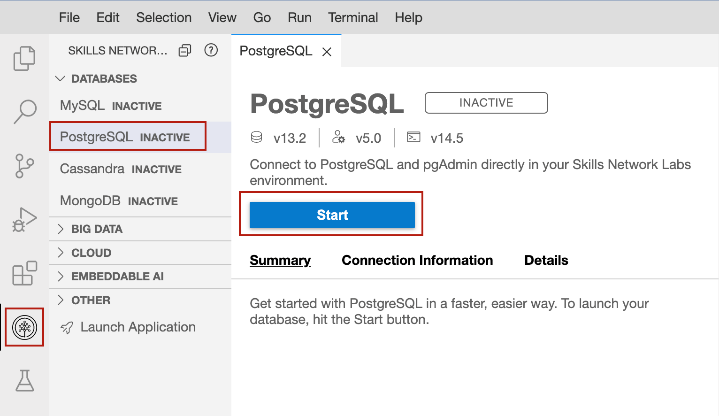 File Edit Selection View Go Run Terminal Help
SKILLS NETWOR...
PostgreSQL
DATABASES
MySQL INACTIVE
PostgreSQL INACTIVE
Cassandra INACTIVE
MongoDB INACTIVE
BIG DATA
CLOUD
EMBEDDABLE AI
OTHER
Launch Application
PostgreSQL INACTIVE
v13.2 v5.0 v14.5
Connect to PostgreSQL and pgAdmin directly in your Skills Network Labs
environment.
Start
Summary Connection Information Details
Get started with PostgreSQL in a faster, easier way. To launch your
database, hit the Start button.